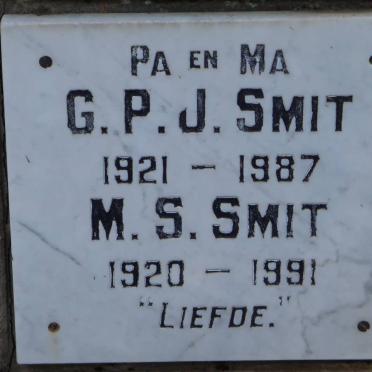 PA EN MA
G. P. J. SMIT
1921 – 1987
M. S. SMIT
1920 – 1991
"LIEFDE."